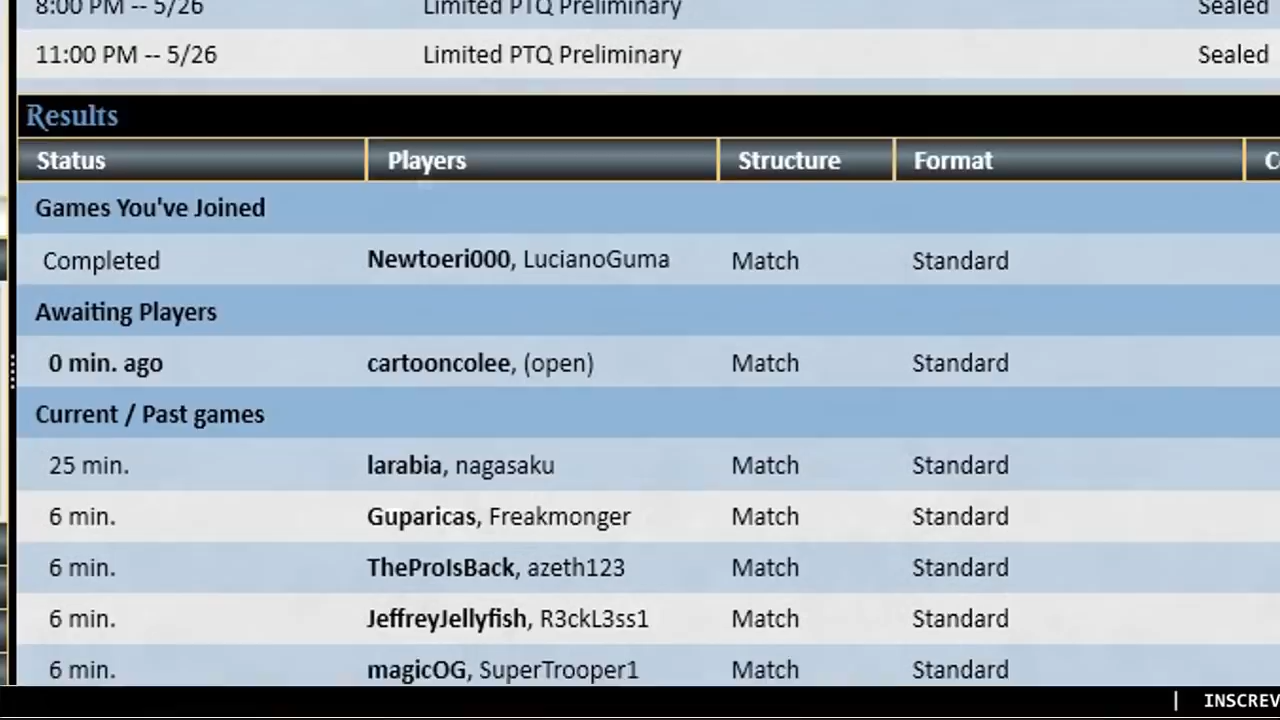 8:00 PM -- 5/26 Limited PTQ Preliminary Sealed
11:00 PM -- 5/26 Limited PTQ Preliminary Sealed
Results
Status Players Structure Format
Games You've Joined
Completed Newtoeri000, LucianoGuma Match Standard
Awaiting Players
0 min. ago cartooncolee, (open) Match Standard
Current / Past games
25 min. larabia, nagasaku Match Standard
6 min. Guparicas, Freakmonger Match Standard
6 min. TheProIsBack, azeth123 Match Standard
6 min. JeffreyJellyfish, R3ckL3ss1 Match Standard
6 min. magicOG, SuperTrooper1 Match Standard
| INSCREV